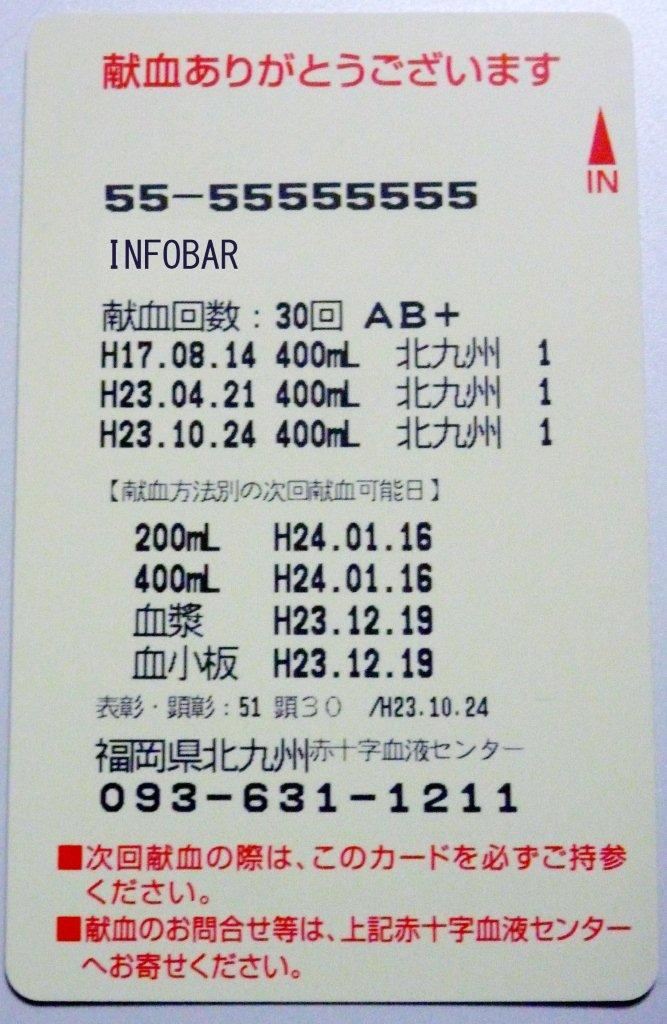 献血ありがとうございます
IN
55-55555555
INFOBAR
献血回数:30回 AB+
H17.08.14 400mL 北九州 1
H23.04.21 400mL 北九州 1
H23.10.24 400mL 北九州 1
【献血方法別の次回献血可能日】
200mL H24.01.16
400mL H24.01.16
血漿 H23.12.19
血小板 H23.12.19
表彰・顕彰:51 顕30 /H23.10.24
福岡県北九州赤十字血液センター
093-631-1211
■次回献血の際は、このカードを必ずご持参
ください。
■献血のお問合せ等は、上記赤十字血液センター
へお寄せください。